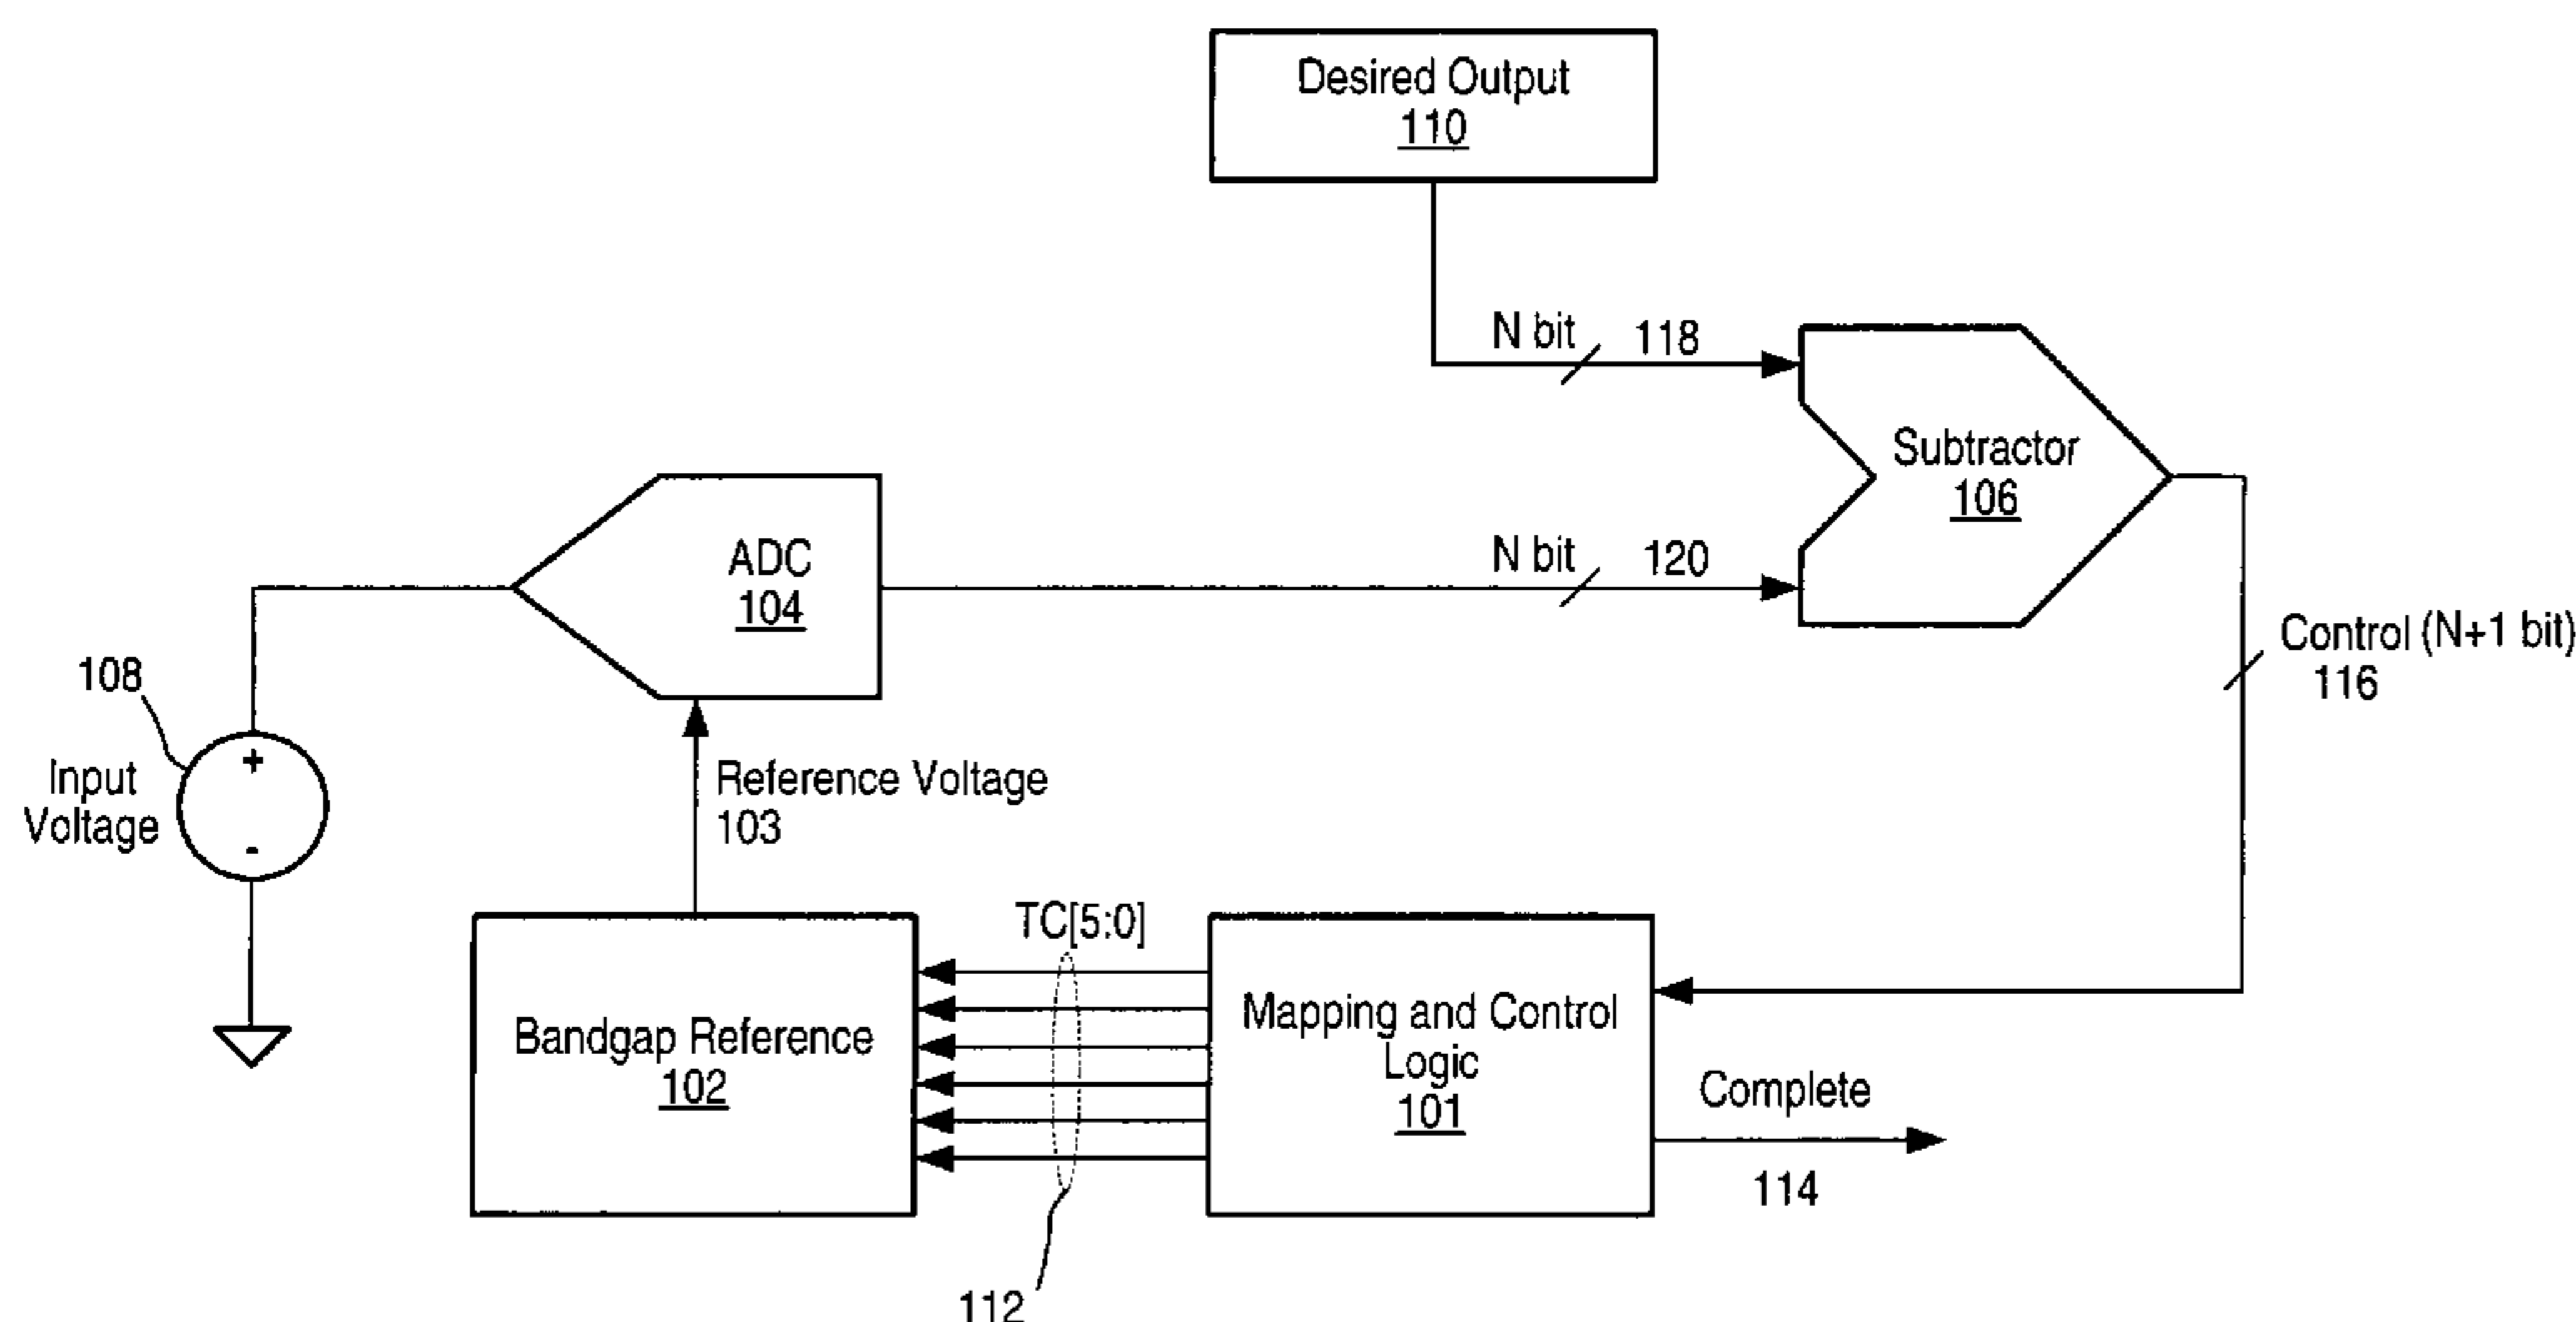 Desired Output
110
N bit
118
Subtractor
106
ADC
104
N bit
120
Control (N+1 bit)
116
108
+
Input
Voltage
-
Reference Voltage
103
TC[5:0]
Bandgap Reference
102
Mapping and Control
Logic
101
Complete
114
112